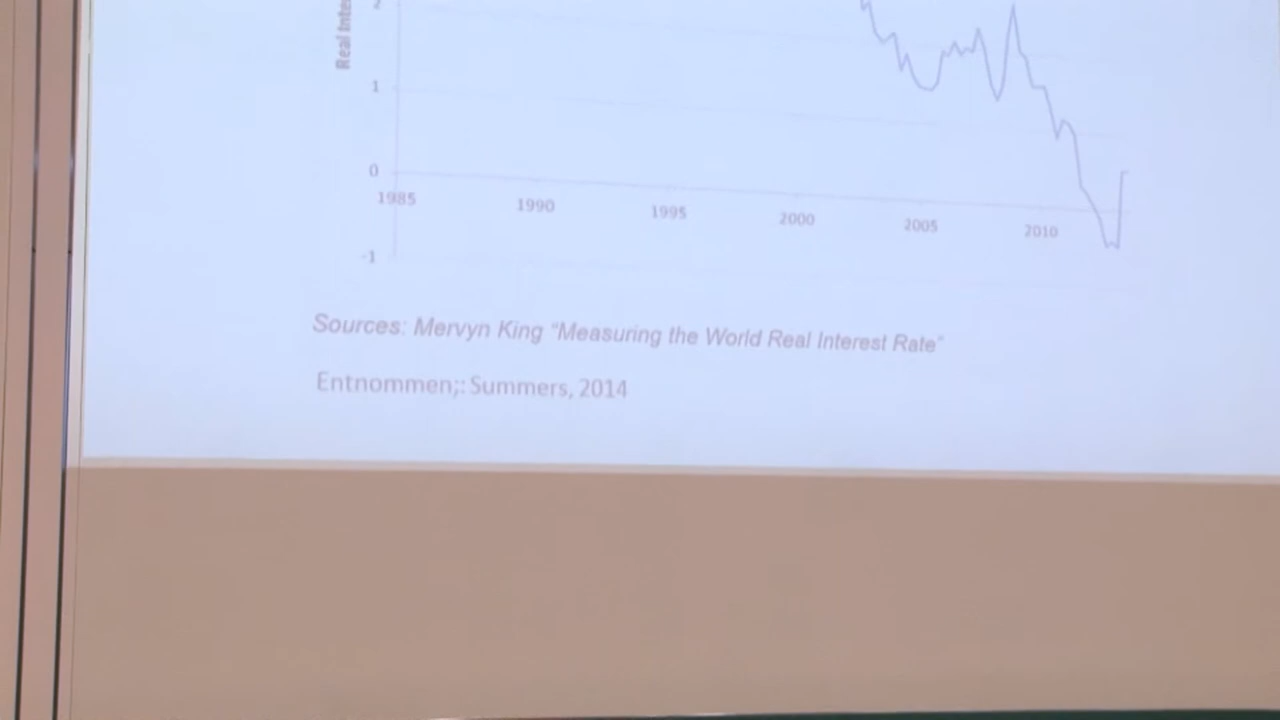 2
Real Inte
1
0
1985 1990 1995 2000 2005 2010
-1
Sources: Mervyn King “Measuring the World Real Interest Rate”
Entnommen;: Summers, 2014